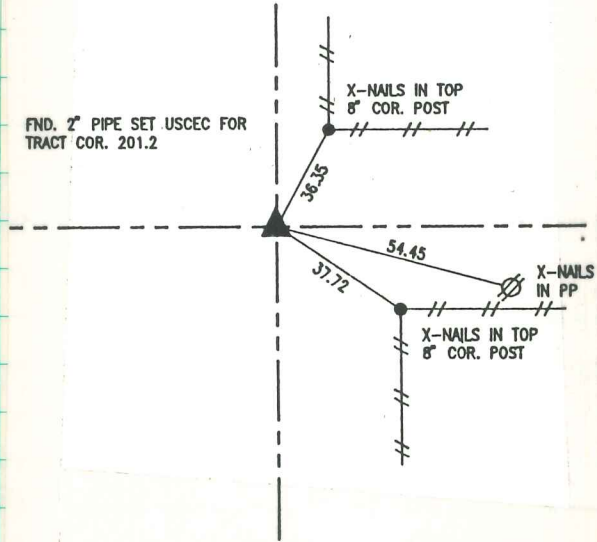 X-NAILS IN TOP
8" COR. POST
FND. 2" PIPE SET USCEC FOR
TRACT COR. 201.2
36.35
54.45
37.72
X-NAILS
IN PP
X-NAILS IN TOP
8" COR. POST